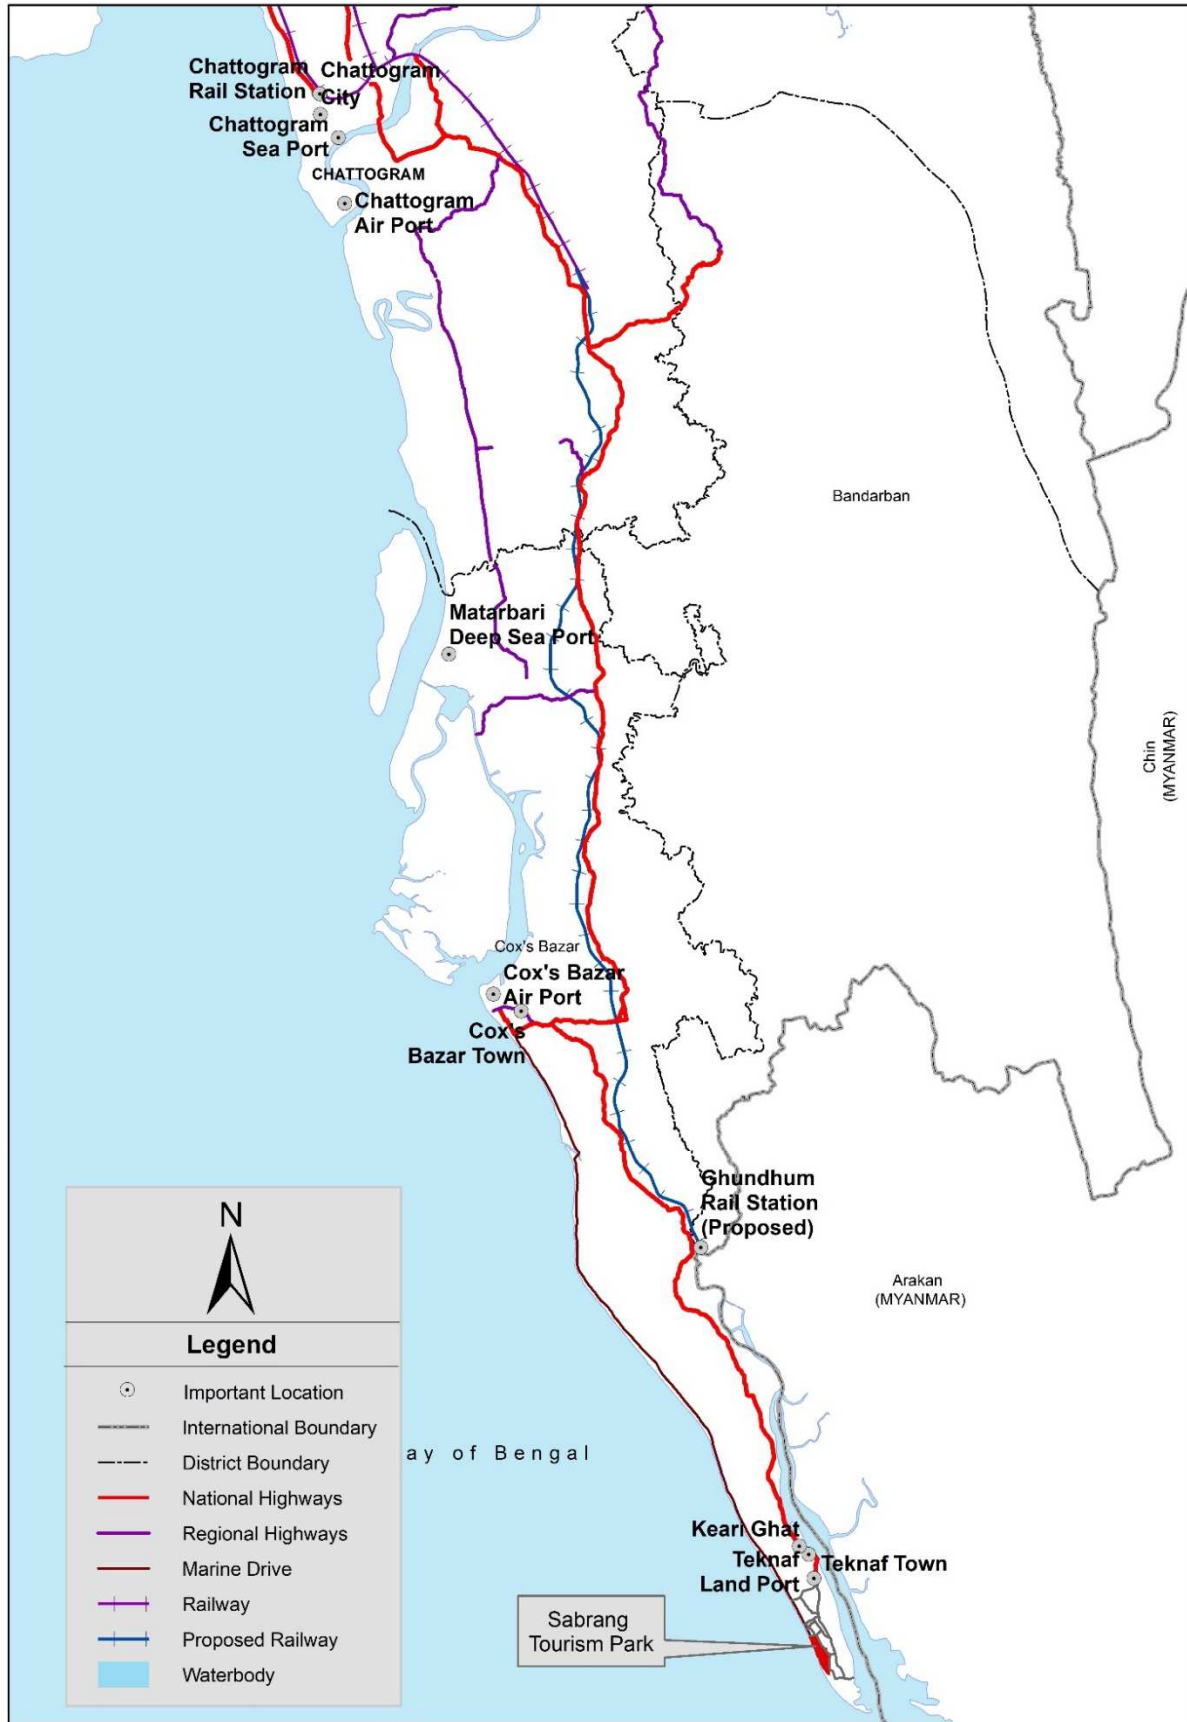 Chattogram
Rail Station
Chattogram
City
Chattogram
Sea Port
CHATTOGRAM
Chattogram
Air Port
Bandarban
Matarbari
Deep Sea Port
Chin
(MYANMAR)
Cox's Bazar
Cox's Bazar
Air Port
Cox's
Bazar Town
Ghundhum
Rail Station
(Proposed)
Arakan
(MYANMAR)
N
Legend
Important Location
International Boundary
District Boundary
National Highways
Regional Highways
Marine Drive
Railway
Proposed Railway
Waterbody
ay of Bengal
Keari Ghat
Teknaf
Land Port
Teknaf Town
Sabrang
Tourism Park